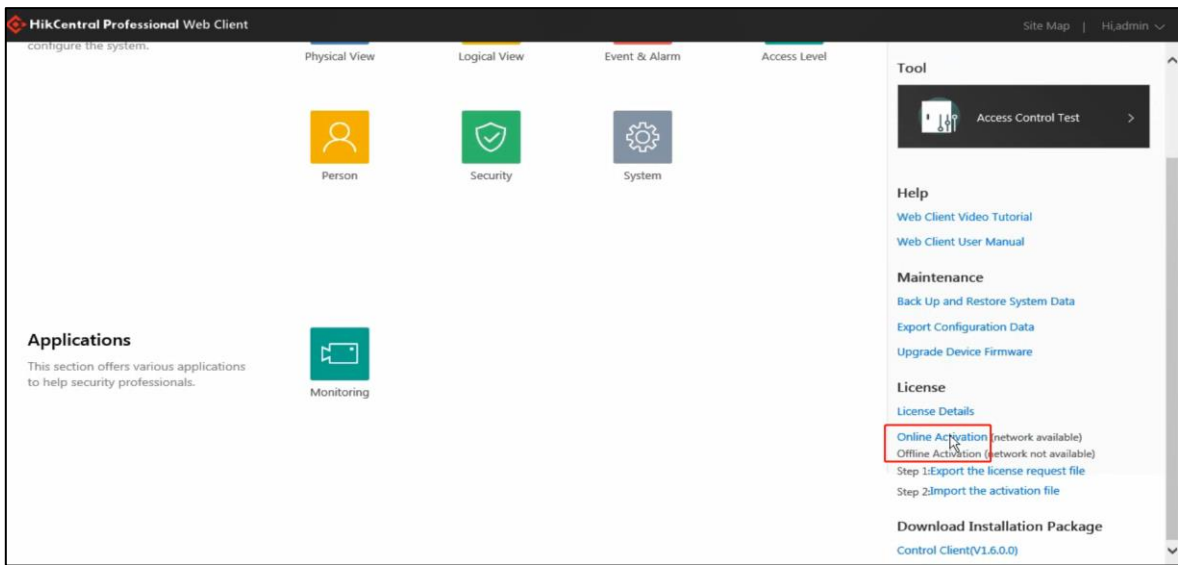 HikCentral Professional Web Client
Site Map | Hi,admin
configure the system.
Physical View
Logical View
Event & Alarm
Access Level
Person
Security
System
Applications
This section offers various applications
to help security professionals.
Monitoring
Tool
Access Control Test
Help
Web Client Video Tutorial
Web Client User Manual
Maintenance
Back Up and Restore System Data
Export Configuration Data
Upgrade Device Firmware
License
License Details
Online Activation (network available)
Offline Activation (network not available)
Step 1:Export the license request file
Step 2:Import the activation file
Download Installation Package
Control Client(V1.6.0.0)